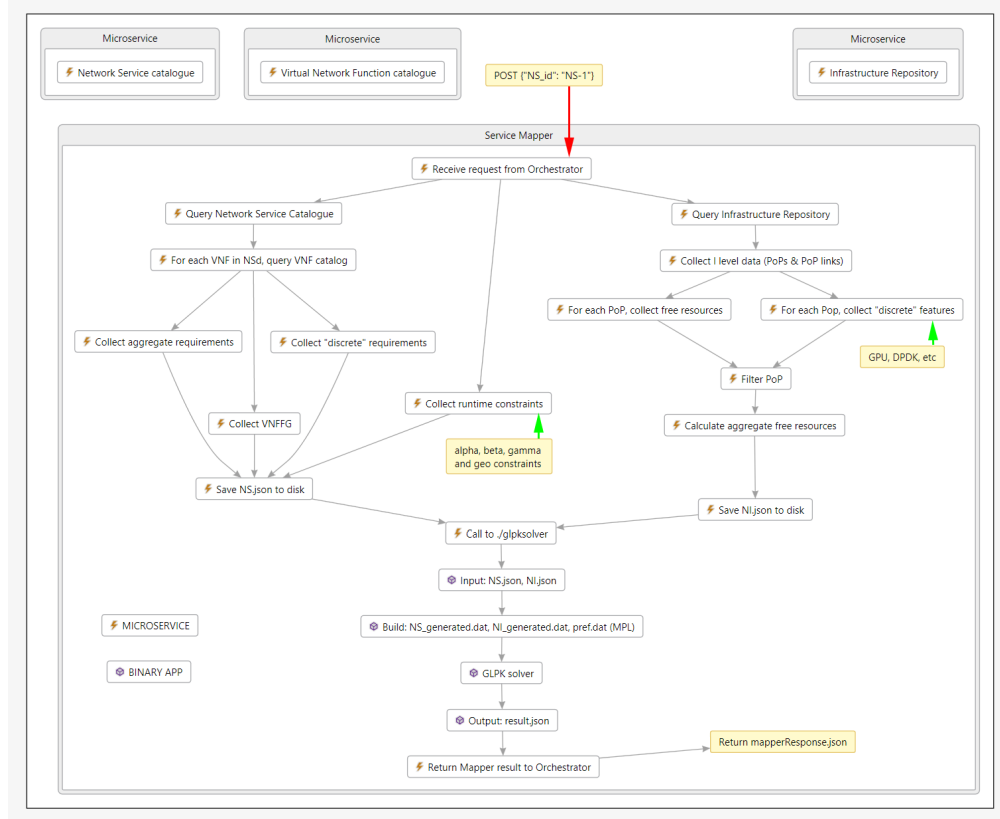 Microservice
Network Service catalogue
Microservice
Virtual Network Function catalogue
POST {"NS_id": "NS-1"}
Microservice
Infrastructure Repository
Service Mapper
Receive request from Orchestrator
Query Network Service Catalogue
Query Infrastructure Repository
For each VNF in NSd, query VNF catalog
Collect I level data (PoPs & PoP links)
For each PoP, collect free resources
For each Pop, collect "discrete" features
Collect aggregate requirements
Collect "discrete" requirements
GPU, DPDK, etc
Filter PoP
Collect runtime constraints
Collect VNFFG
Calculate aggregate free resources
alpha, beta, gamma
and geo constraints
Save NS.json to disk
Save NI.json to disk
Call to ./glpksolver
Input: NS.json, NI.json
Build: NS_generated.dat, NI_generated.dat, pref.dat (MPL)
MICROSERVICE
BINARY APP
GLPK solver
Output: result.json
Return mapperResponse.json
Return Mapper result to Orchestrator